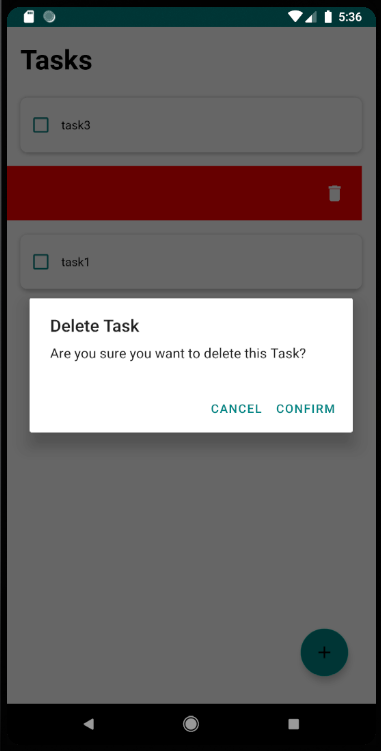 5:36
Tasks
task3
task1
Delete Task
Are you sure you want to delete this Task?
CANCEL CONFIRM
+